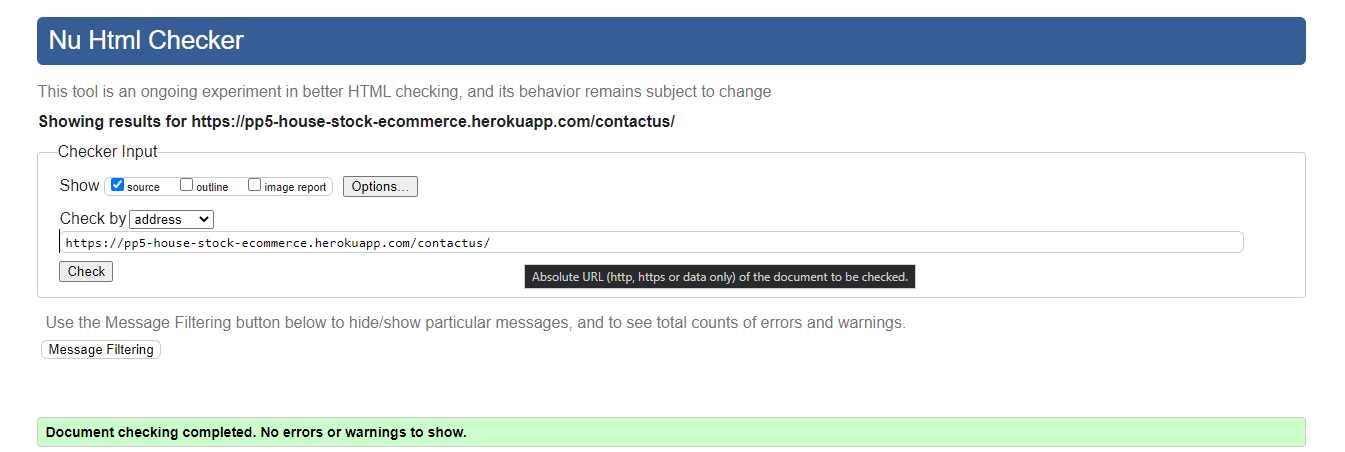 Nu Html Checker
This tool is an ongoing experiment in better HTML checking, and its behavior remains subject to change
Showing results for https://pp5-house-stock-ecommerce.herokuapp.com/contactus/
Checker Input
Show source outline image report Options...
Check by address
https://pp5-house-stock-ecommerce.herokuapp.com/contactus/
Check
Absolute URL (http, https or data only) of the document to be checked.
Use the Message Filtering button below to hide/show particular messages, and to see total counts of errors and warnings.
Message Filtering
Document checking completed. No errors or warnings to show.